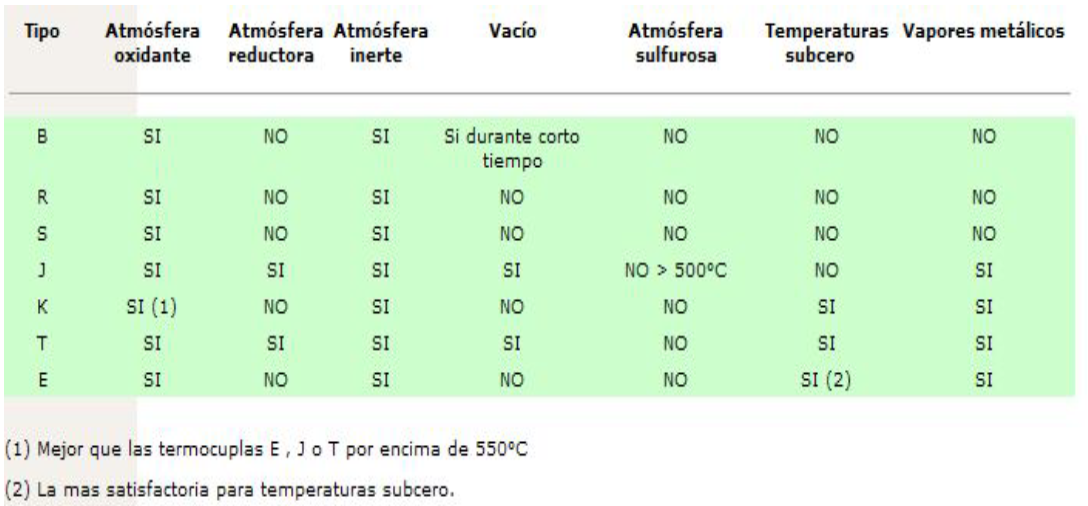 Tipo Atmósfera oxidante Atmósfera reductora Atmósfera inerte Vacío Atmósfera sulfurosa Temperaturas subcero Vapores metálicos
B SI NO SI Si durante corto tiempo NO NO NO
R SI NO SI NO NO NO NO
S SI NO SI NO NO NO NO
J SI SI SI SI NO > 500ºC NO SI
K SI (1) NO SI NO NO SI SI
T SI SI SI SI NO SI SI
E SI NO SI NO NO SI (2) SI
(1) Mejor que las termocuplas E , J o T por encima de 550ºC
(2) La mas satisfactoria para temperaturas subcero.